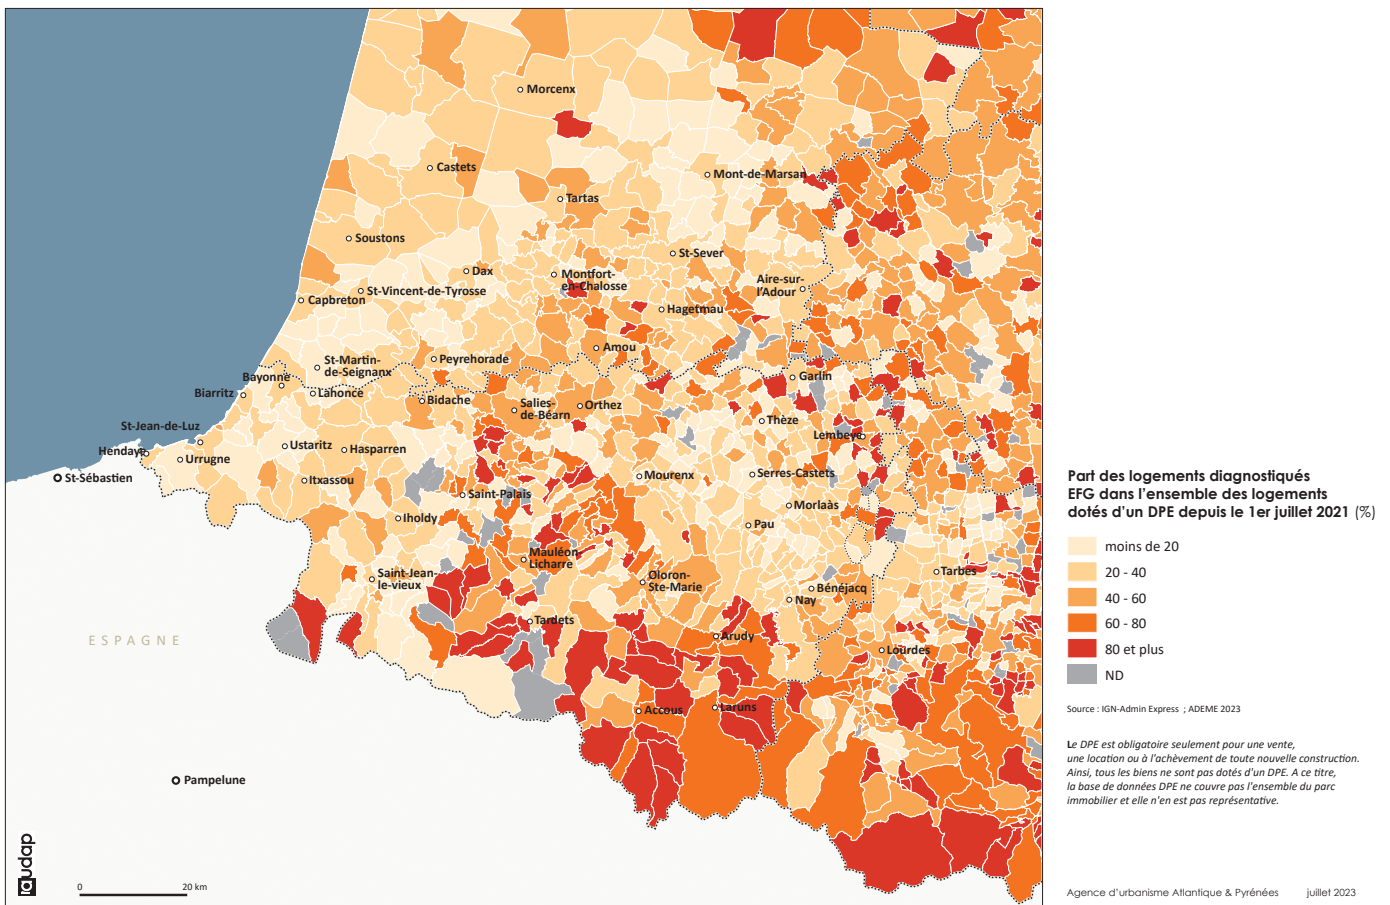 Morcenx
Castets
Mont-de-Marsan
Tartas
Soustons
St-Sever
Dax
Montfort-
en-Chalosse
Aire-sur-
l'Adour
St-Vincent-de-Tyrosse
Capbreton
Hagetmau
Amou
St-Martin-
de-Seignanx
Peyrehorade
Bayonne
Garlin
Biarritz
Lahonce
Bidache
Salies-
de-Béarn
Orthez
Thèze
St-Jean-de-Luz
Lembeye
Hendaye
Urrugne
Ustaritz
Hasparren
St-Sébastien
Itxassou
Mourenx
Serres-Castets
Saint-Palais
Morlaàs
Iholdy
Pau
Mauléon-
Licharre
Saint-Jean-
le-vieux
Oloron-
Ste-Marie
Tarbes
Bénéjacq
Nay
Tardets
Arudy
ESPAGNE
Lourdes
Accous
Laruns
Pampelune
audap
0 20 km
Part des logements diagnostiqués
EFG dans l'ensemble des logements
dotés d'un DPE depuis le 1er juillet 2021 (%)
moins de 20
20 - 40
40 - 60
60 - 80
80 et plus
ND
Source : IGN-Admin Express ; ADEME 2023
Le DPE est obligatoire seulement pour une vente,
une location ou à l'achèvement de toute nouvelle construction.
Ainsi, tous les biens ne sont pas dotés d'un DPE. A ce titre,
la base de données DPE ne couvre pas l'ensemble du parc
immobilier et elle n'en est pas représentative.
Agence d'urbanisme Atlantique & Pyrénées juillet 2023